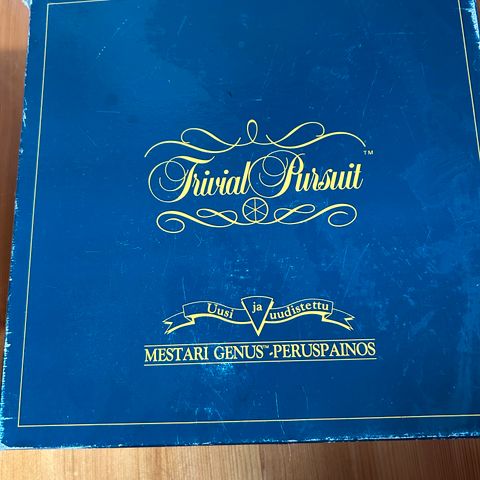 Trivial Pursuit™
Uusi ja uudistettu
MESTARI GENUS™-PERUSPAINOS